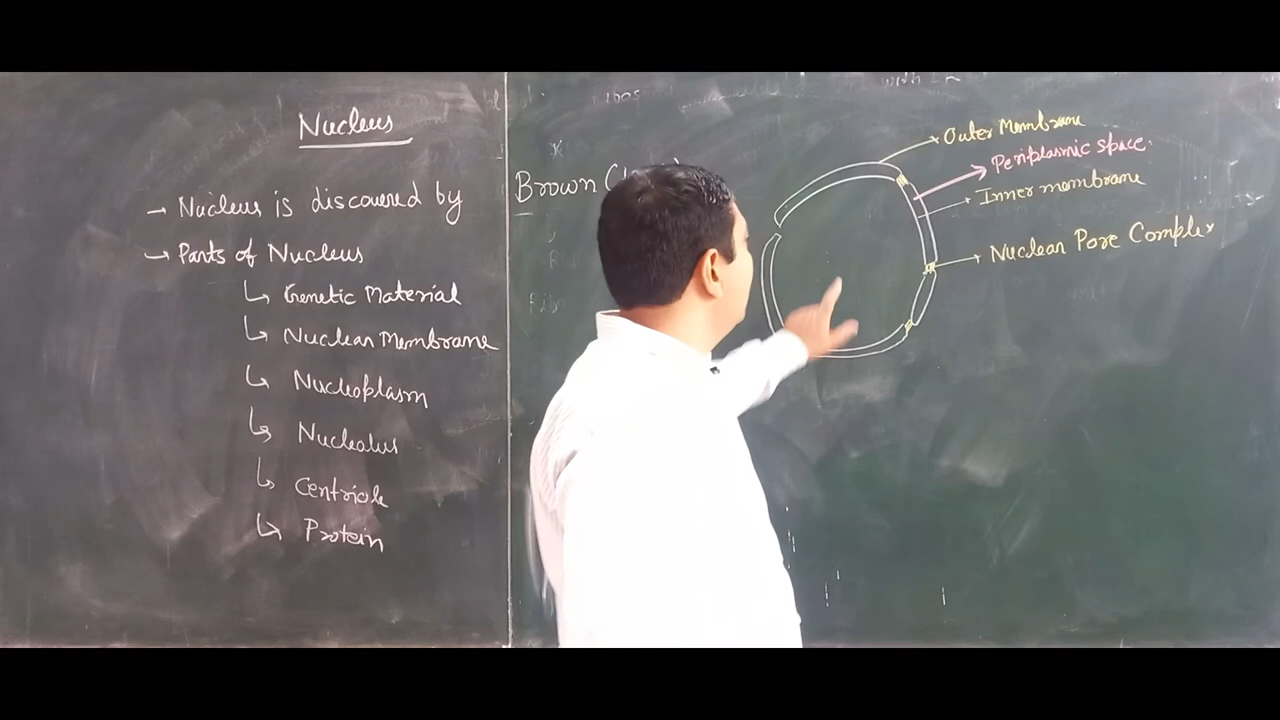 Nucleus
→ Nucleus is discovered by Brown
→ Parts of Nucleus
↳ Genetic Material
↳ Nuclear Membrane
↳ Nucleoplasm
↳ Nucleolus
↳ Centriole
↳ Protein
Outer Membrane
Periplasmic space
Inner membrane
Nuclear Pore Complex